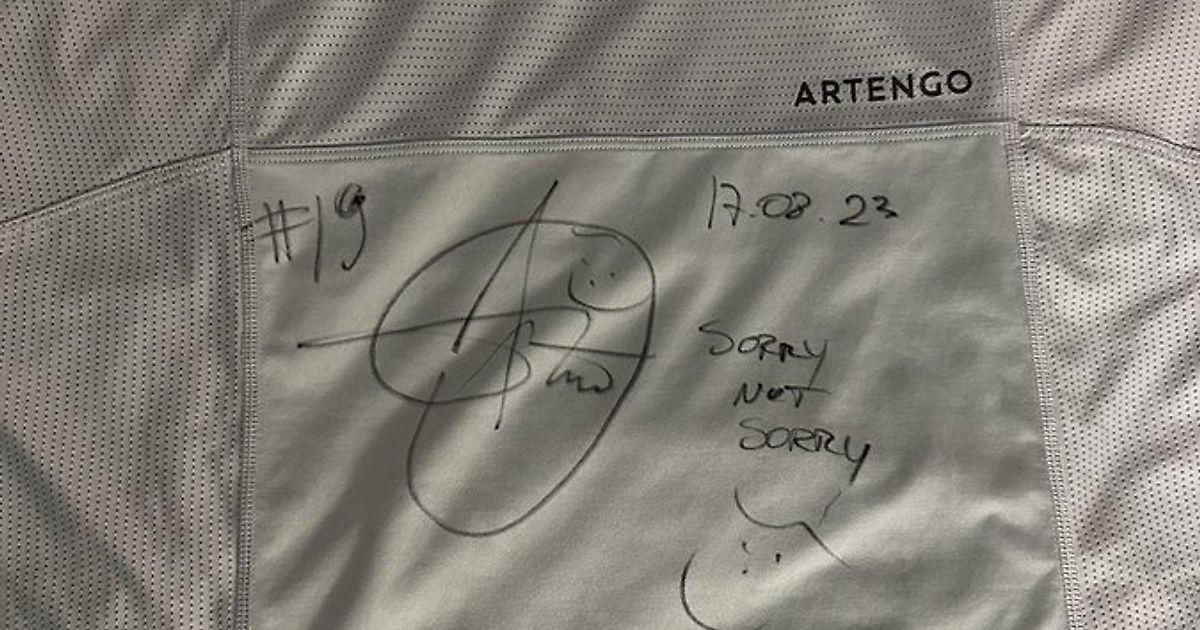 ARTENGO
#19
17.08.23
SORRY
NOT
SORRY